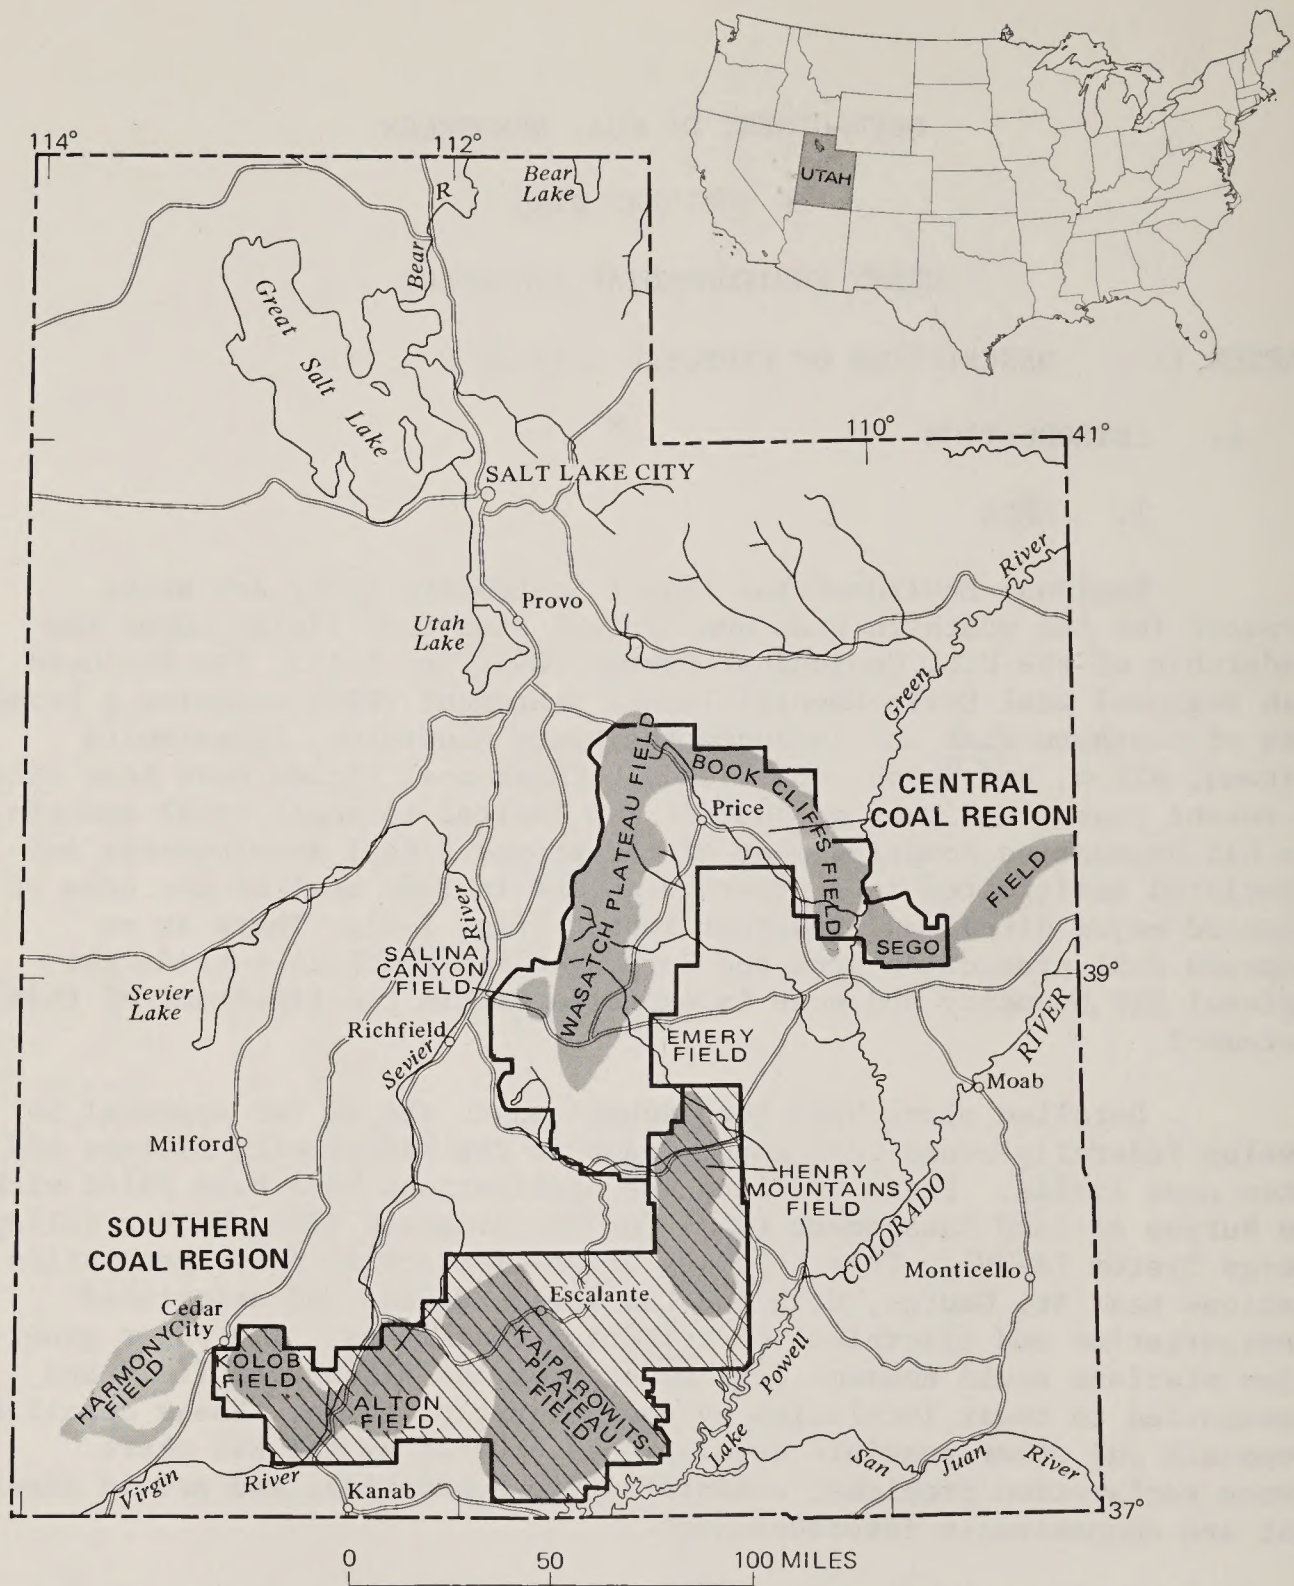 UTAH
114°
112°
Bear
Lake
Bear
R
Great
Salt
Lake
110°
41°
SALT LAKE CITY
Provo
Utah
Lake
Green
River
WASATCH PLATEAU FIELD
BOOK CLIFFS FIELD
Price
CENTRAL
COAL REGION
SEGO
FIELD
River
SALINA
CANYON
FIELD
Sevier
Lake
Richfield
Sevier
EMERY
FIELD
39°
COLORADO
RIVER
Moab
Milford
HENRY
MOUNTAINS
FIELD
SOUTHERN
COAL REGION
Monticello
Cedar
City
Escalante
HARMONY
FIELD
KOLOB
FIELD
ALTON
FIELD
KAIPAROWITS
PLATEAU
FIELD
Lake
Powell
San
Juan
River
Virgin
River
Kanab
37°
0
50
100 MILES